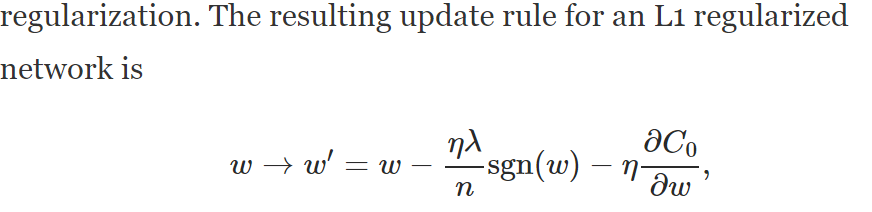 regularization. The resulting update rule for an L1 regularized
network is
w → w′ = w − ηλ/n sgn(w) − η ∂C₀/∂w,